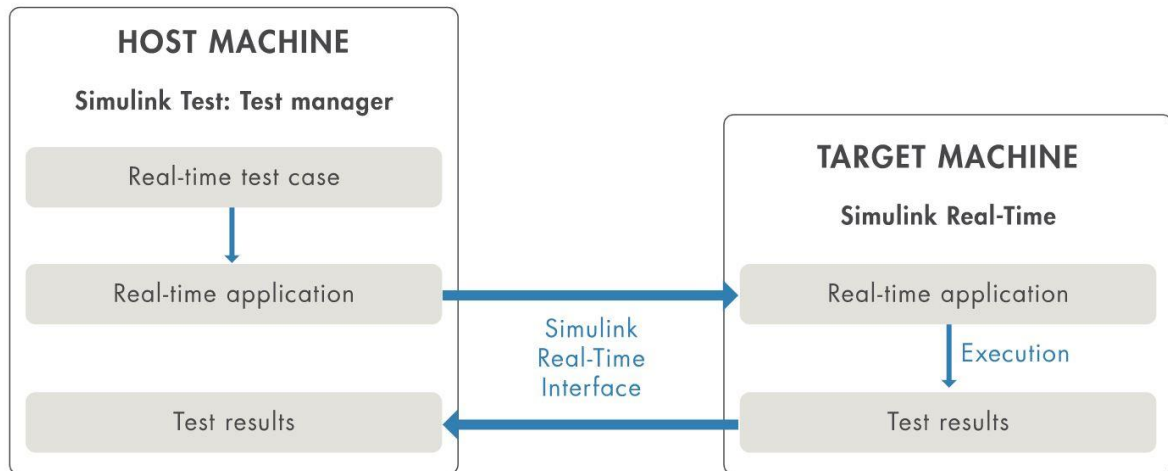 HOST MACHINE
Simulink Test: Test manager
Real-time test case
Real-time application
Test results
Simulink
Real-Time
Interface
TARGET MACHINE
Simulink Real-Time
Real-time application
Execution
Test results